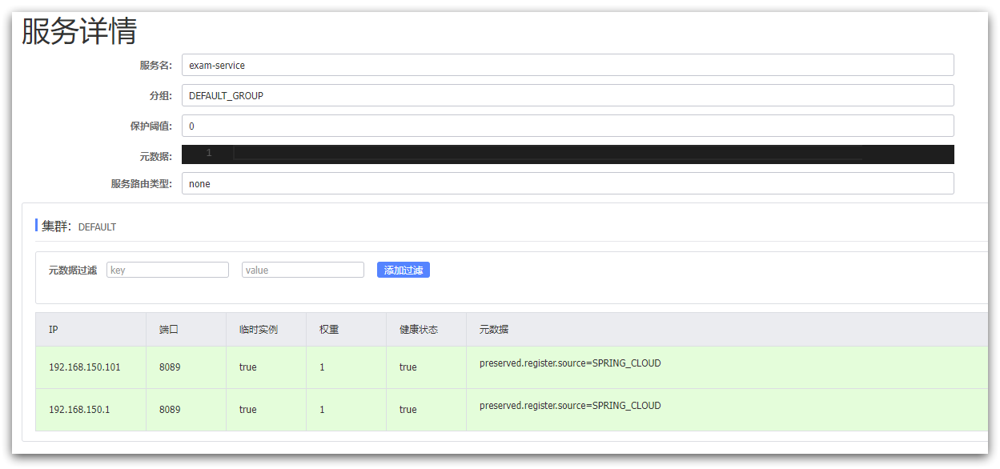 服务详情
服务名: exam-service
分组: DEFAULT_GROUP
保护阈值: 0
元数据: 1
服务路由类型: none
集群: DEFAULT
元数据过滤 key value 添加过滤
IP 端口 临时实例 权重 健康状态 元数据
192.168.150.101 8089 true 1 true preserved.register.source=SPRING_CLOUD
192.168.150.1 8089 true 1 true preserved.register.source=SPRING_CLOUD